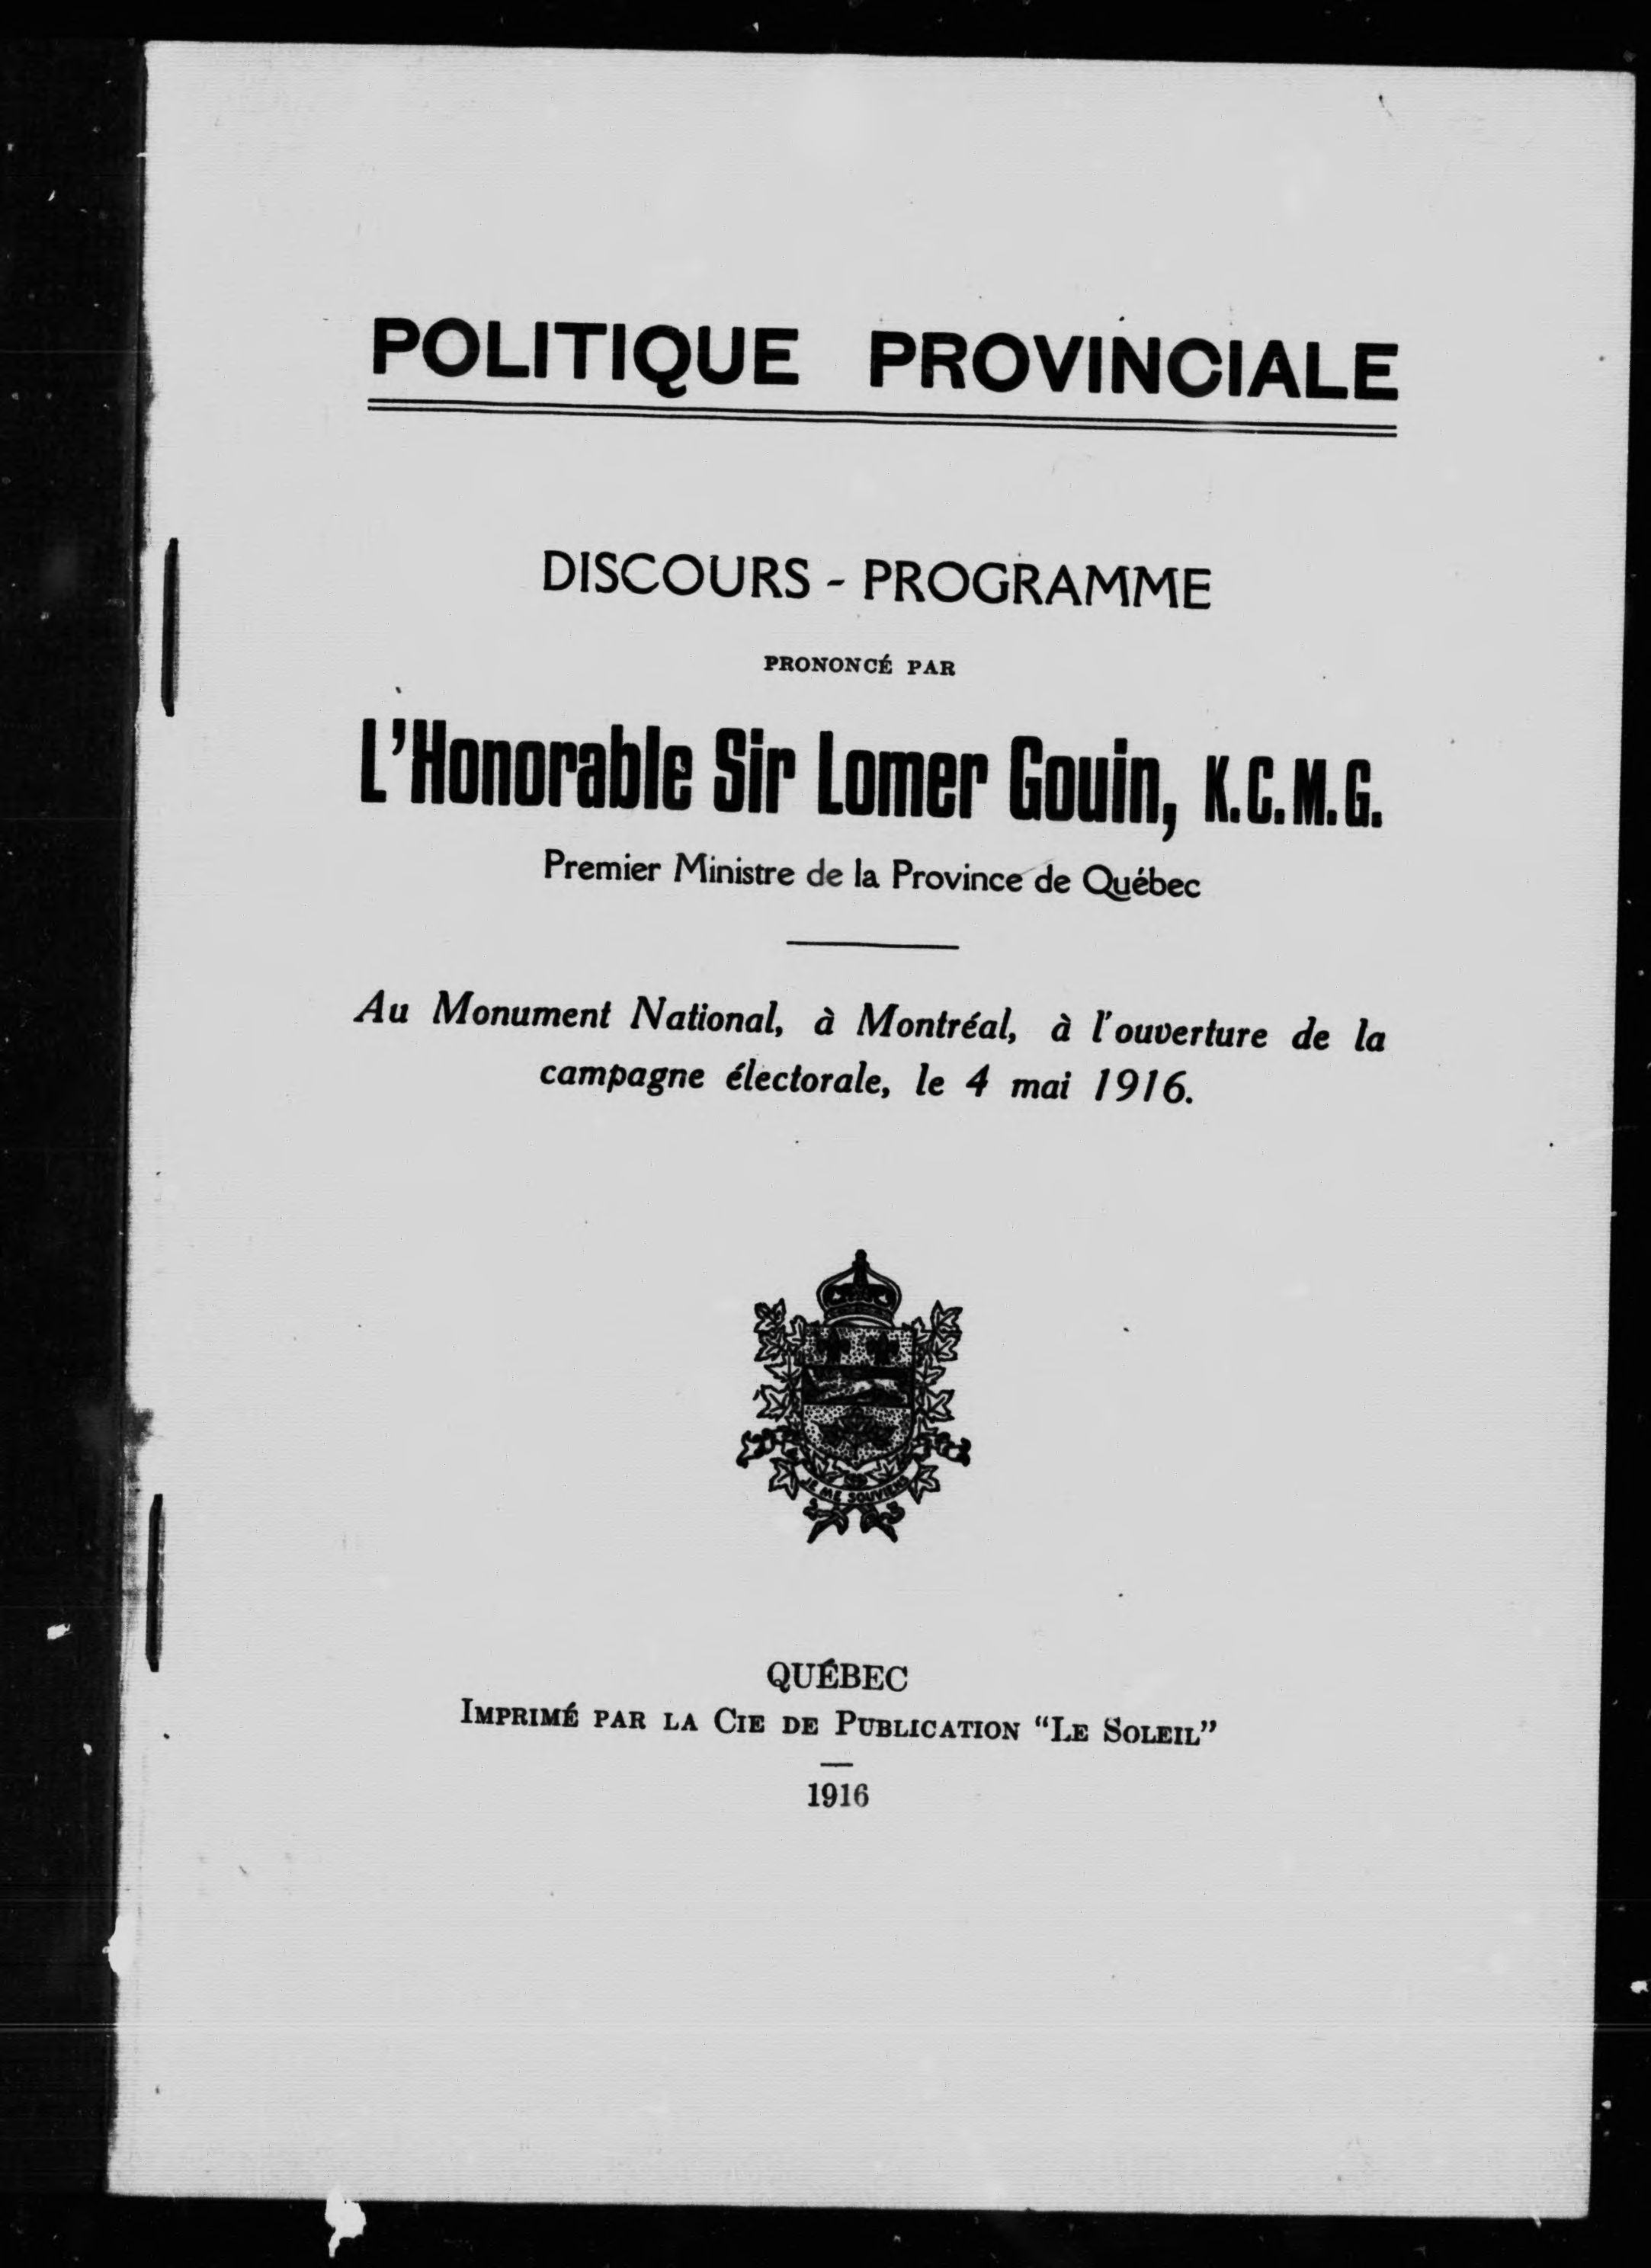 POLITIQUE PROVINCIALE
DISCOURS - PROGRAMME
PRONONCÉ PAR
L'Honorable Sir Lomer Gouin, K.C.M.G.
Premier Ministre de la Province de Québec
Au Monument National, à Montréal, à l'ouverture de la
campagne électorale, le 4 mai 1916.
JE ME SOUVIENS
QUÉBEC
IMPRIMÉ PAR LA CIE DE PUBLICATION "LE SOLEIL"
1916